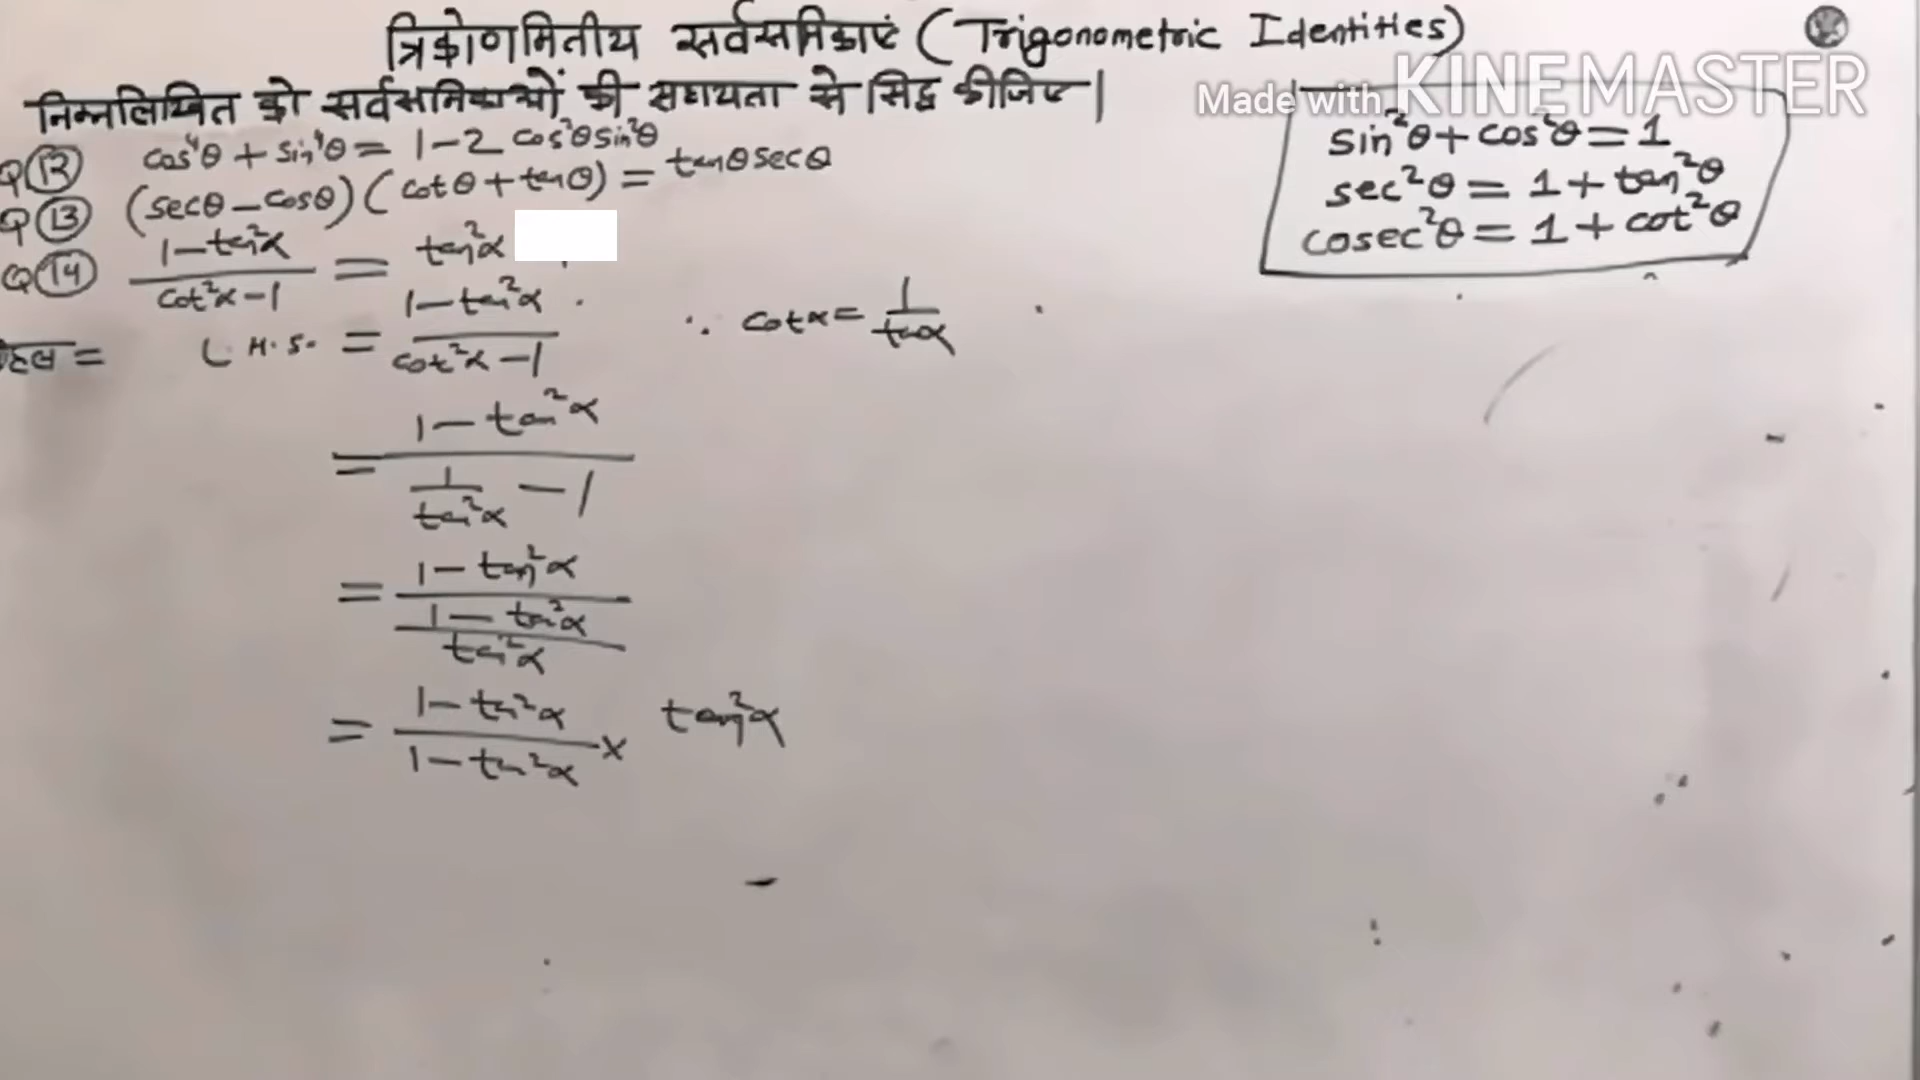 त्रिकोणमितीय सर्वसमिकाएं (Trigonometric Identities)
Made with KINEMASTER
निम्नलिखित को सर्वसमिकाओं की सहायता से सिद्ध कीजिए |
sin²θ + cos²θ = 1
sec²θ = 1 + tan²θ
cosec²θ = 1 + cot²θ
Q 12 cos⁴θ + sin⁴θ = 1 - 2 cos²θ sin²θ
Q 13 (secθ - cosθ)(cotθ + tanθ) = tanθ secθ
Q 14 (1 - tan²α)/(cot²α - 1) = tan²α
हल = L H.S. = (1 - tan²α)/(cot²α - 1) ∵ cotα = 1/tanα
= (1 - tan²α)/(1/tan²α - 1)
= (1 - tan²α)/((1 - tan²α)/tan²α)
= (1 - tan²α)/(1 - tan²α) × tan²α